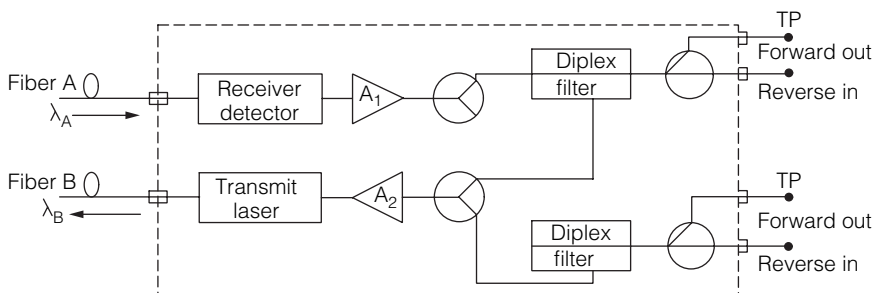 TP
Forward out
Reverse in
Diplex
filter
Fiber A
λA
Receiver
detector
A1
Fiber B
λB
Transmit
laser
A2
TP
Forward out
Reverse in
Diplex
filter